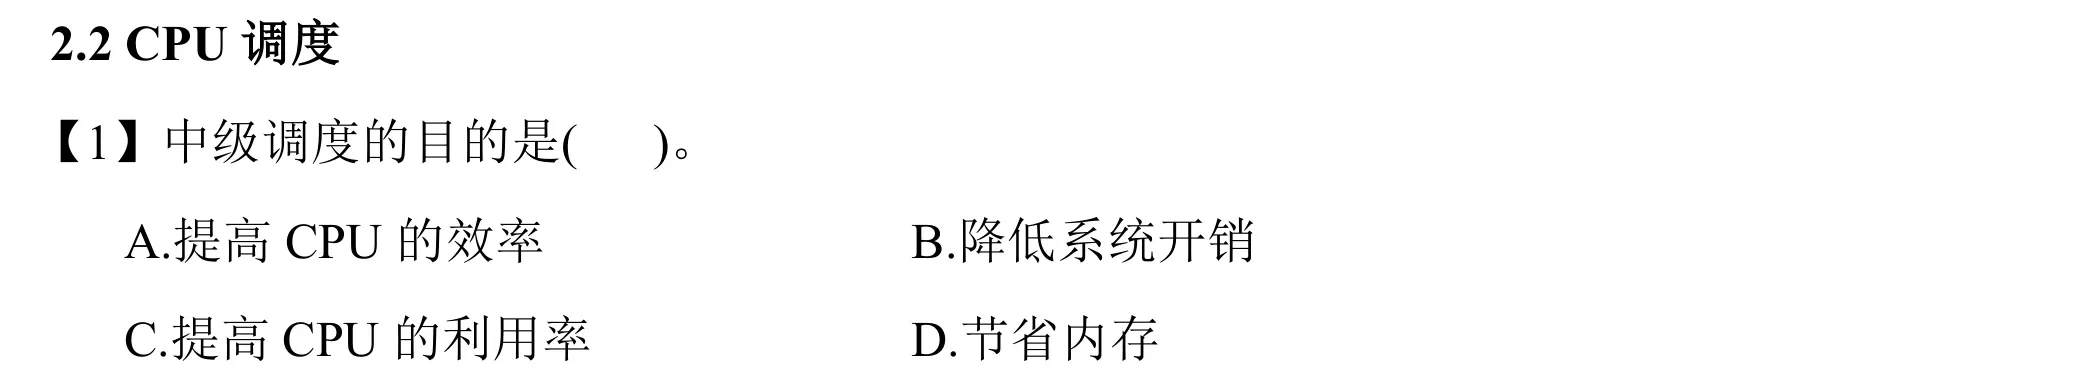 2.2 CPU 调度
【1】中级调度的目的是(　　)。
A.提高 CPU 的效率　　B.降低系统开销
C.提高 CPU 的利用率　　D.节省内存